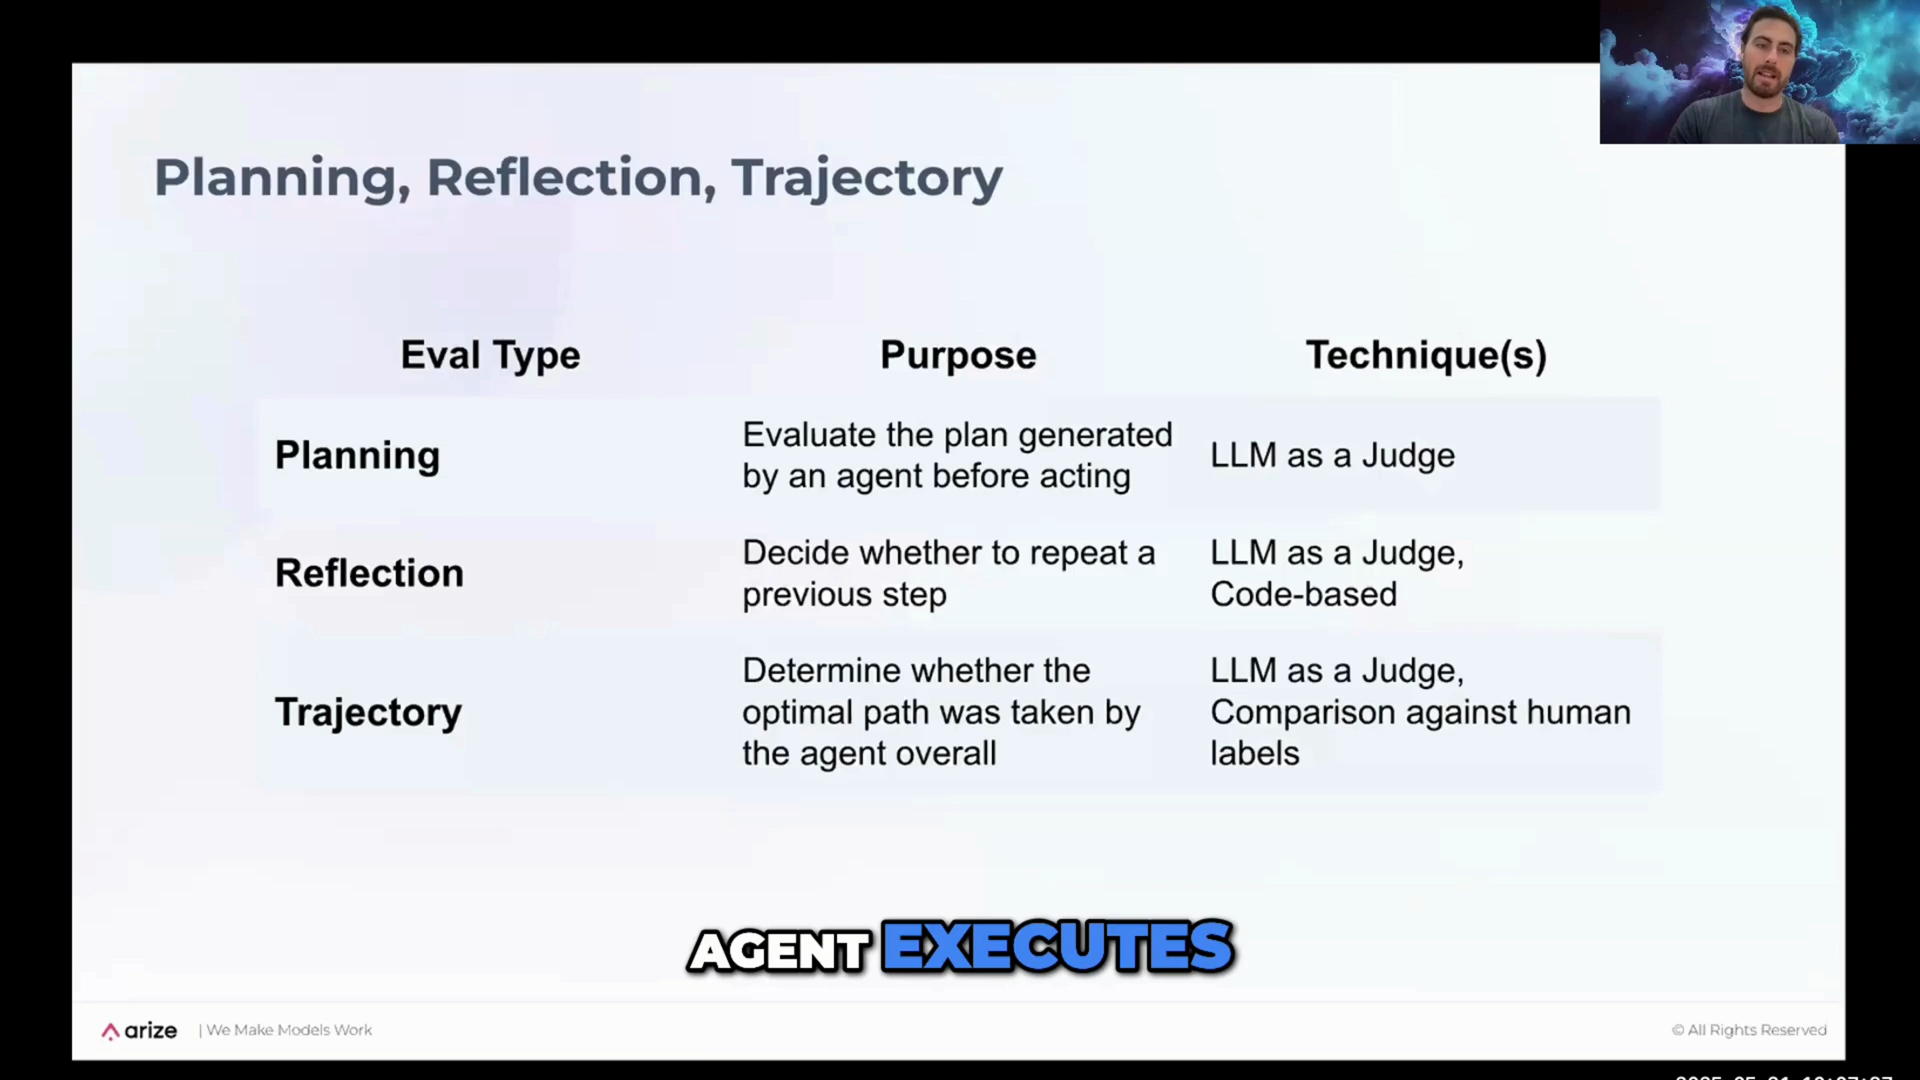 Planning, Reflection, Trajectory
Eval Type
Purpose
Technique(s)
Planning
Evaluate the plan generated
by an agent before acting
LLM as a Judge
Reflection
Decide whether to repeat a
previous step
LLM as a Judge,
Code-based
Trajectory
Determine whether the
optimal path was taken by
the agent overall
LLM as a Judge,
Comparison against human
labels
AGENT EXECUTES
arize | We Make Models Work
© All Rights Reserved